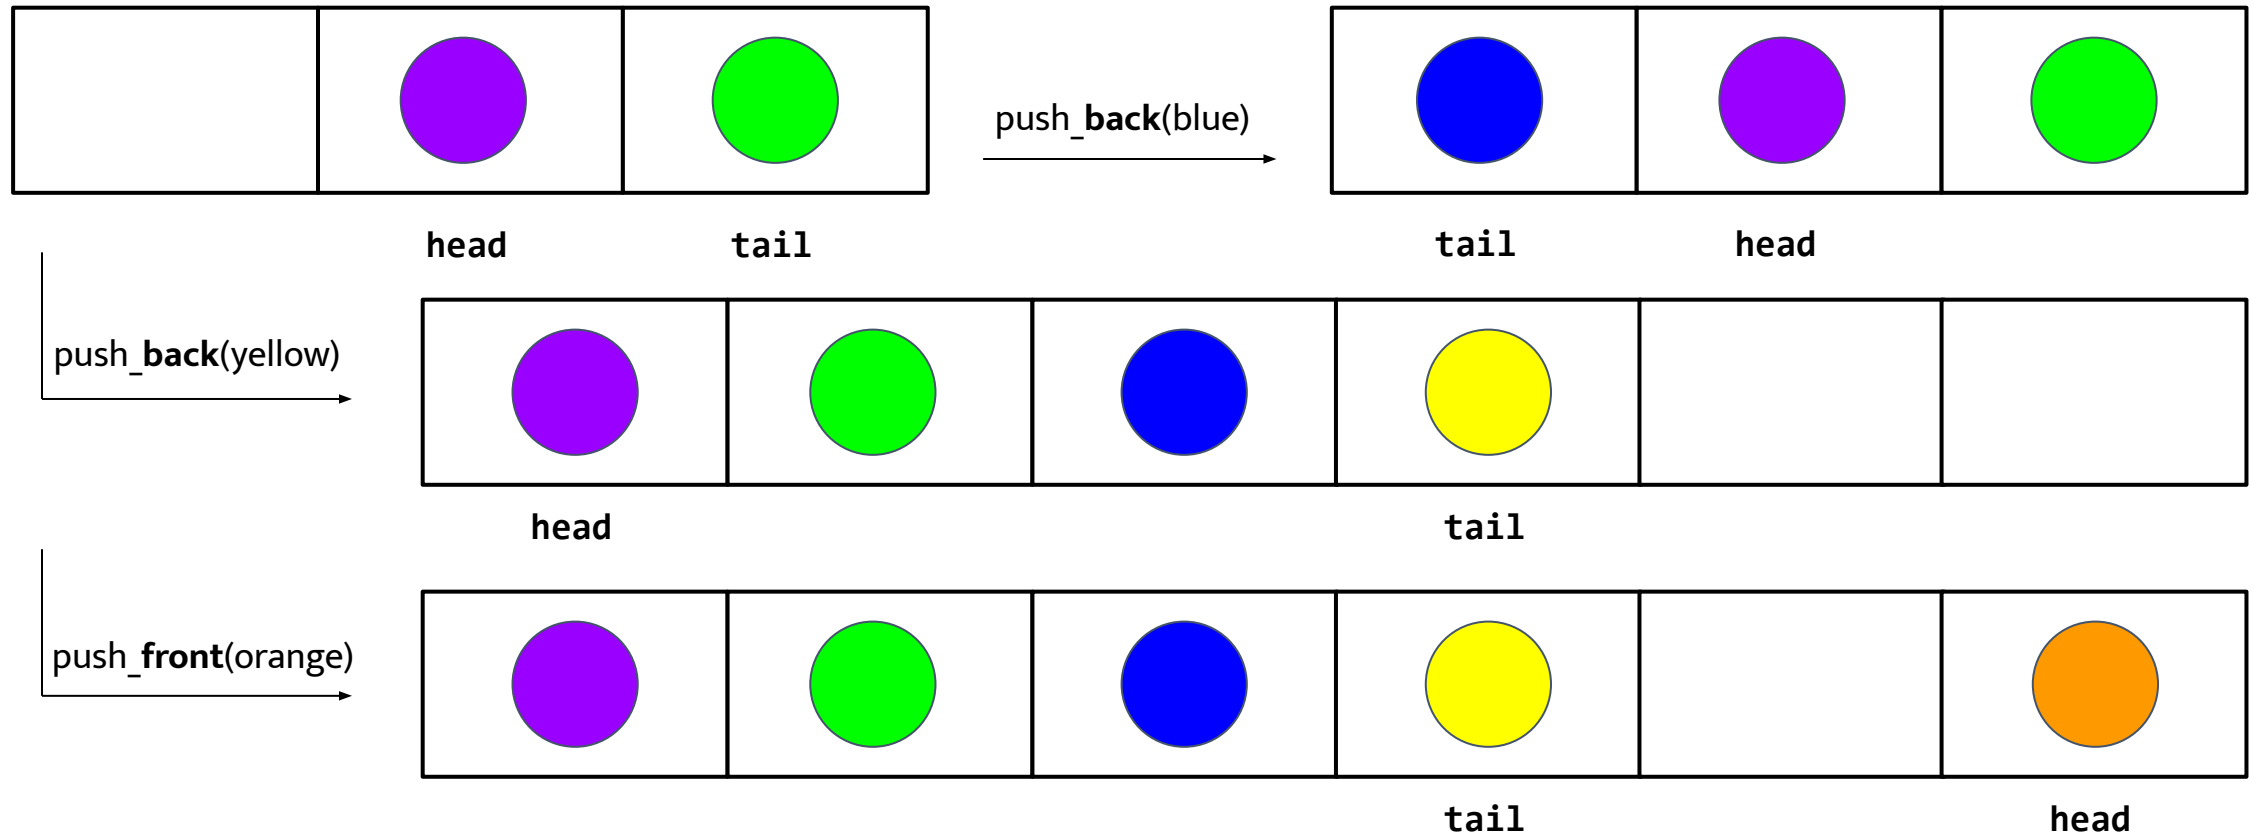 push_back(blue)
head
tail
tail
head
push_back(yellow)
head
tail
push_front(orange)
tail
head